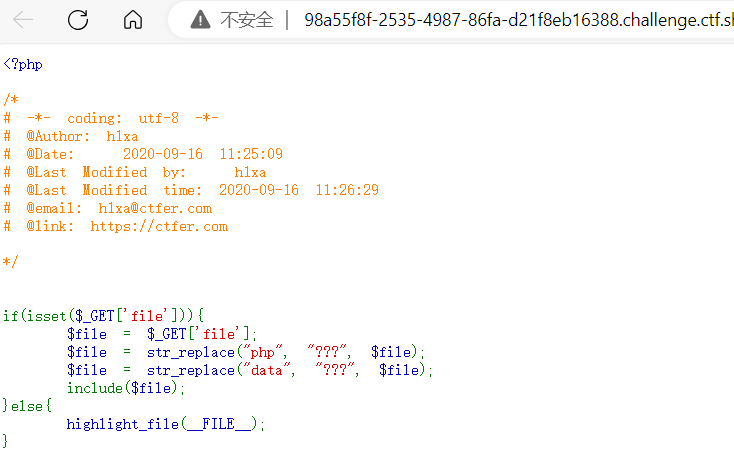 不安全 | 98a55f8f-2535-4987-86fa-d21f8eb16388.challenge.ctf.sh
<?php
/*
# -*- coding: utf-8 -*-
# @Author: h1xa
# @Date: 2020-09-16 11:25:09
# @Last Modified by: h1xa
# @Last Modified time: 2020-09-16 11:26:29
# @email: h1xa@ctfer.com
# @link: https://ctfer.com
*/
if(isset($_GET['file'])){
$file = $_GET['file'];
$file = str_replace("php", "???", $file);
$file = str_replace("data", "???", $file);
include($file);
}else{
highlight_file(__FILE__);
}